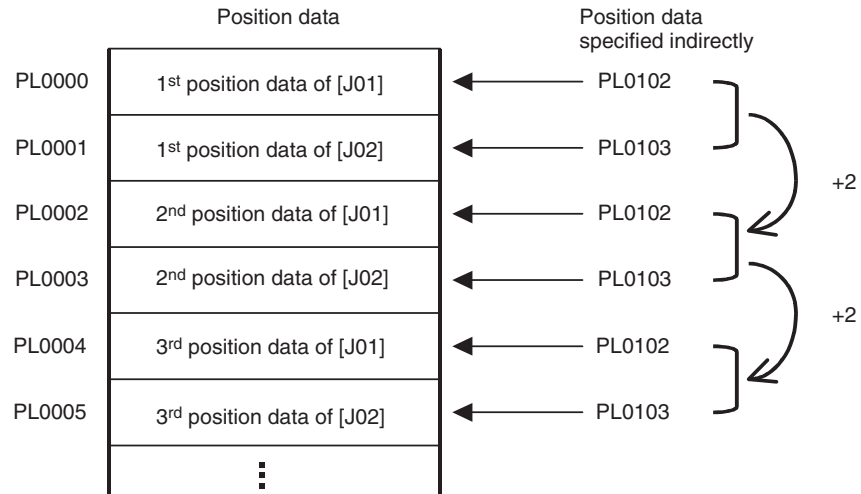 Position data
Position data
specified indirectly
PL0000 1st position data of [J01] PL0102
PL0001 1st position data of [J02] PL0103
+2
PL0002 2nd position data of [J01] PL0102
PL0003 2nd position data of [J02] PL0103
+2
PL0004 3rd position data of [J01] PL0102
PL0005 3rd position data of [J02] PL0103